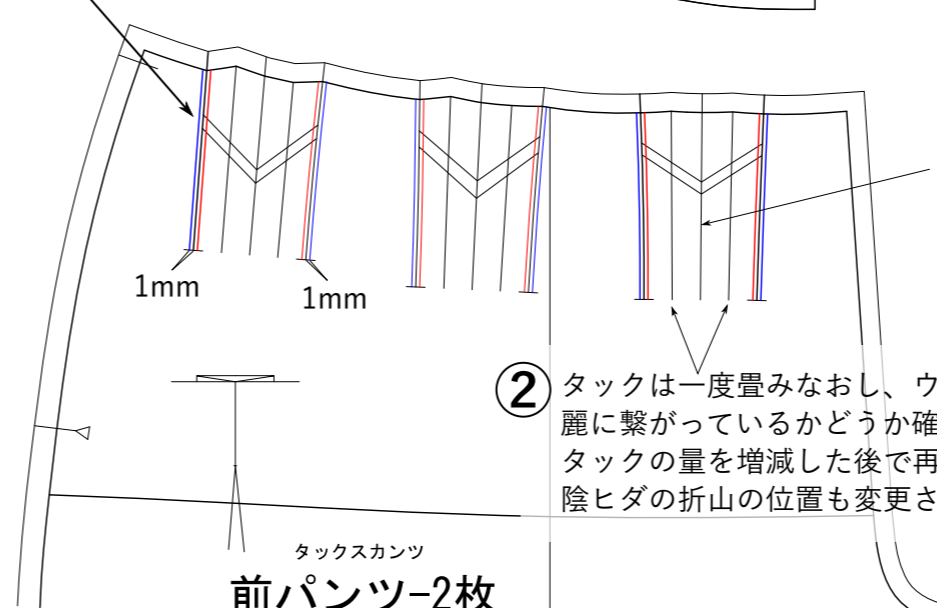 1mm
1mm
② タックは一度畳みなおし、ウ
麗に繋がっているかどうか確
タックの量を増減した後で再
陰ヒダの折山の位置も変更さ
タックスカンツ
前パンツ-2枚